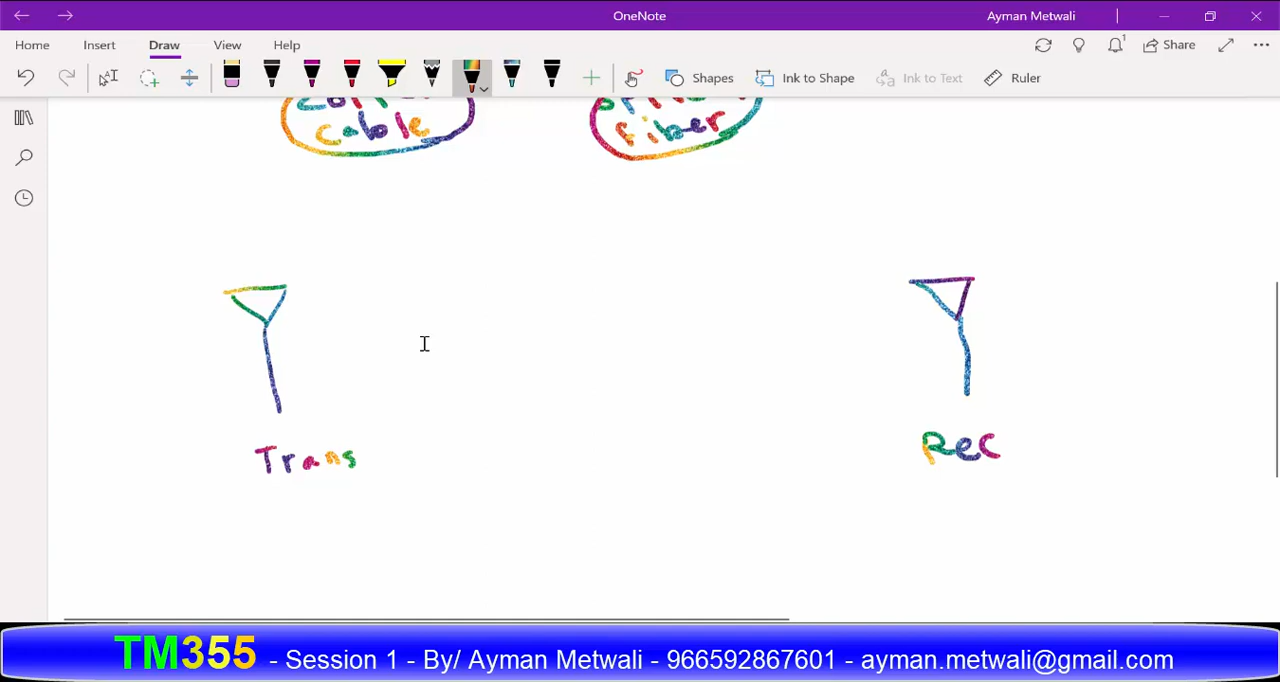 OneNote
Ayman Metwali
Home Insert Draw View Help
1 Share
Shapes Ink to Shape Ink to Text Ruler
cable
fiber
Trans
Rec
TM355 - Session 1 - By/ Ayman Metwali - 966592867601 - ayman.metwali@gmail.com